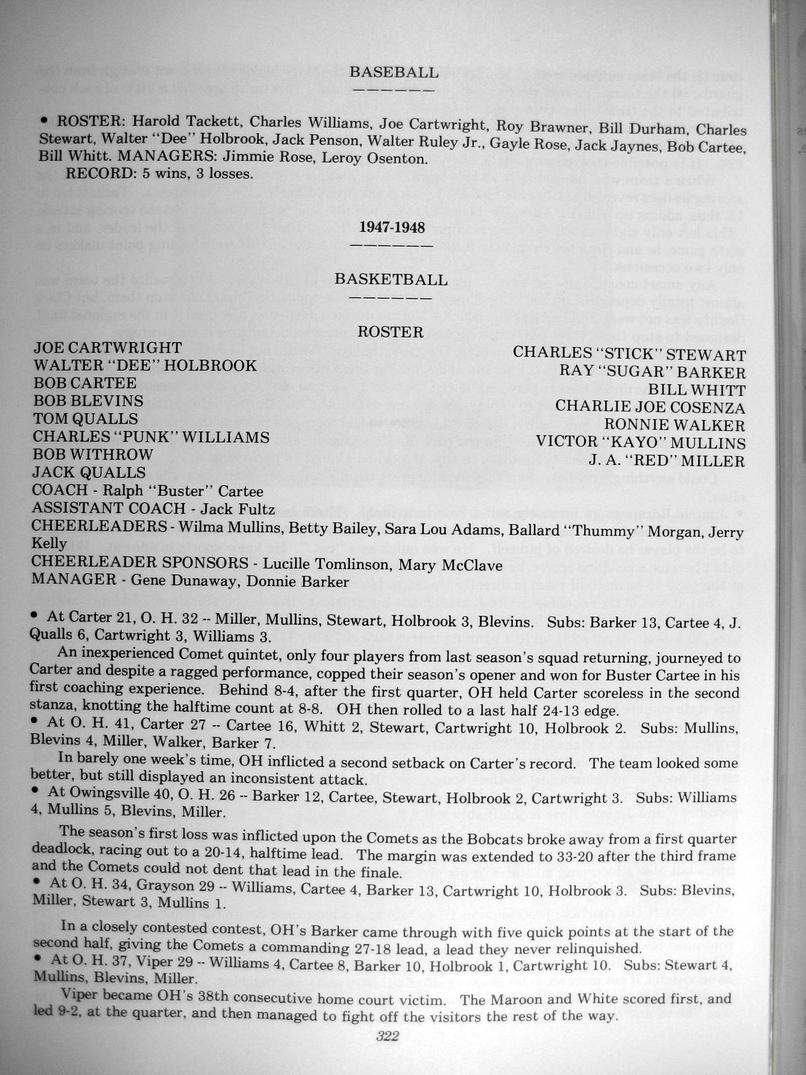 BASEBALL
• ROSTER: Harold Tackett, Charles Williams, Joe Cartwright, Roy Brawner, Bill Durham, Charles
Stewart, Walter "Dee" Holbrook, Jack Penson, Walter Ruley Jr., Gayle Rose, Jack Jaynes, Bob Cartee,
Bill Whitt. MANAGERS: Jimmie Rose, Leroy Osenton.
RECORD: 5 wins, 3 losses.
1947-1948
BASKETBALL
ROSTER
JOE CARTWRIGHT
WALTER "DEE" HOLBROOK
BOB CARTEE
BOB BLEVINS
TOM QUALLS
CHARLES "PUNK" WILLIAMS
BOB WITHROW
JACK QUALLS
CHARLES "STICK" STEWART
RAY "SUGAR" BARKER
BILL WHITT
CHARLIE JOE COSENZA
RONNIE WALKER
VICTOR "KAYO" MULLINS
J. A. "RED" MILLER
COACH - Ralph "Buster" Cartee
ASSISTANT COACH - Jack Fultz
CHEERLEADERS - Wilma Mullins, Betty Bailey, Sara Lou Adams, Ballard "Thummy" Morgan, Jerry
Kelly
CHEERLEADER SPONSORS - Lucille Tomlinson, Mary McClave
MANAGER - Gene Dunaway, Donnie Barker
• At Carter 21, O. H. 32 -- Miller, Mullins, Stewart, Holbrook 3, Blevins. Subs: Barker 13, Cartee 4, J.
Qualls 6, Cartwright 3, Williams 3.
An inexperienced Comet quintet, only four players from last season's squad returning, journeyed to
Carter and despite a ragged performance, copped their season's opener and won for Buster Cartee in his
first coaching experience. Behind 8-4, after the first quarter, OH held Carter scoreless in the second
stanza, knotting the halftime count at 8-8. OH then rolled to a last half 24-13 edge.
• At O. H. 41, Carter 27 -- Cartee 16, Whitt 2, Stewart, Cartwright 10, Holbrook 2. Subs: Mullins,
Blevins 4, Miller, Walker, Barker 7.
In barely one week's time, OH inflicted a second setback on Carter's record. The team looked some
better, but still displayed an inconsistent attack.
• At Owingsville 40, O. H. 26 -- Barker 12, Cartee, Stewart, Holbrook 2, Cartwright 3. Subs: Williams
4, Mullins 5, Blevins, Miller.
The season's first loss was inflicted upon the Comets as the Bobcats broke away from a first quarter
deadlock, racing out to a 20-14, halftime lead. The margin was extended to 33-20 after the third frame
and the Comets could not dent that lead in the finale.
• At O. H. 34, Grayson 29 -- Williams, Cartee 4, Barker 13, Cartwright 10, Holbrook 3. Subs: Blevins,
Miller, Stewart 3, Mullins 1.
In a closely contested contest, OH's Barker came through with five quick points at the start of the
second half, giving the Comets a commanding 27-18 lead, a lead they never relinquished.
• At O. H. 37, Viper 29 -- Williams 4, Cartee 8, Barker 10, Holbrook 1, Cartwright 10. Subs: Stewart 4,
Mullins, Blevins, Miller.
Viper became OH's 38th consecutive home court victim. The Maroon and White scored first, and
led 9-2, at the quarter, and then managed to fight off the visitors the rest of the way.
322